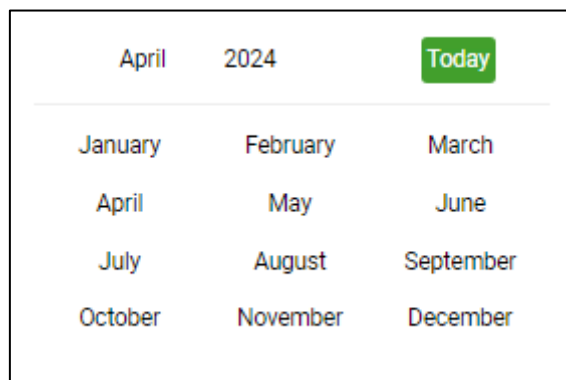 April 2024 Today
January February March
April May June
July August September
October November December